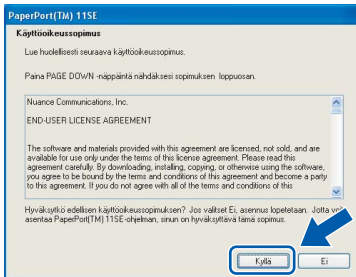 PaperPort(TM) 11SE
Käyttöoikeussopimus
Lue huolellisesti seuraava käyttöoikeussopimus.
Paina PAGE DOWN -näppäintä nähdäksesi sopimuksen loppuosan.
Nuance Communications, Inc.
END-USER LICENSE AGREEMENT
The software and materials provided with this agreement are licensed, not sold, and are
available for use only under the terms of this license agreement. Please read this
agreement carefully. By downloading, installing, copying, or otherwise using the software,
you agree to be bound by the terms and conditions of this agreement and become a party
to this agreement. If you do not agree with all of the terms and conditions of this
Hyväksytkö edellisen käyttöoikeussopimuksen? Jos valitset Ei, asennus lopetetaan. Jotta
asentaa PaperPort(TM) 11SE-ohjelman, sinun on hyväksyttävä tämä sopimus.
Kyllä
Ei